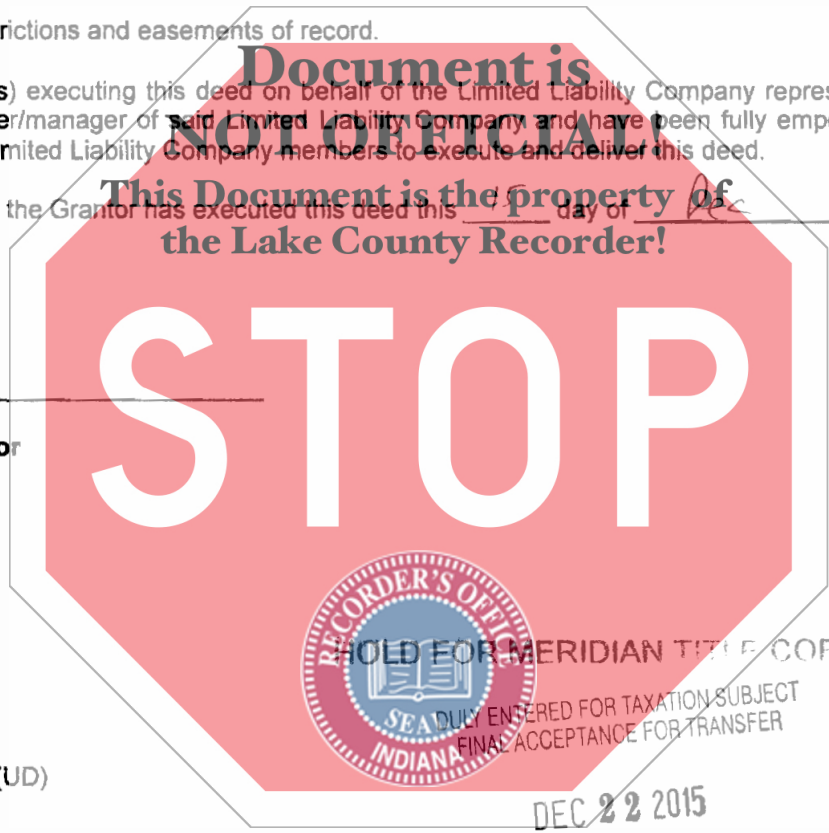 rictions and easements of record.
Document is
s) executing this deed on behalf of the Limited Liability Company repres
NOT OFFICIAL!
er/manager of said Limited Liability Company and have been fully emp
mited Liability Company members to execute and deliver this deed.
This Document is the property of
the Grantor has executed this deed this 15 day of Dec
the Lake County Recorder!
STOP
or
RECORDER'S OFFICE
SEAL
INDIANA
HOLD FOR MERIDIAN TITLE COR
DULY ENTERED FOR TAXATION SUBJECT
FINAL ACCEPTANCE FOR TRANSFER
(UD)
DEC 22 2015